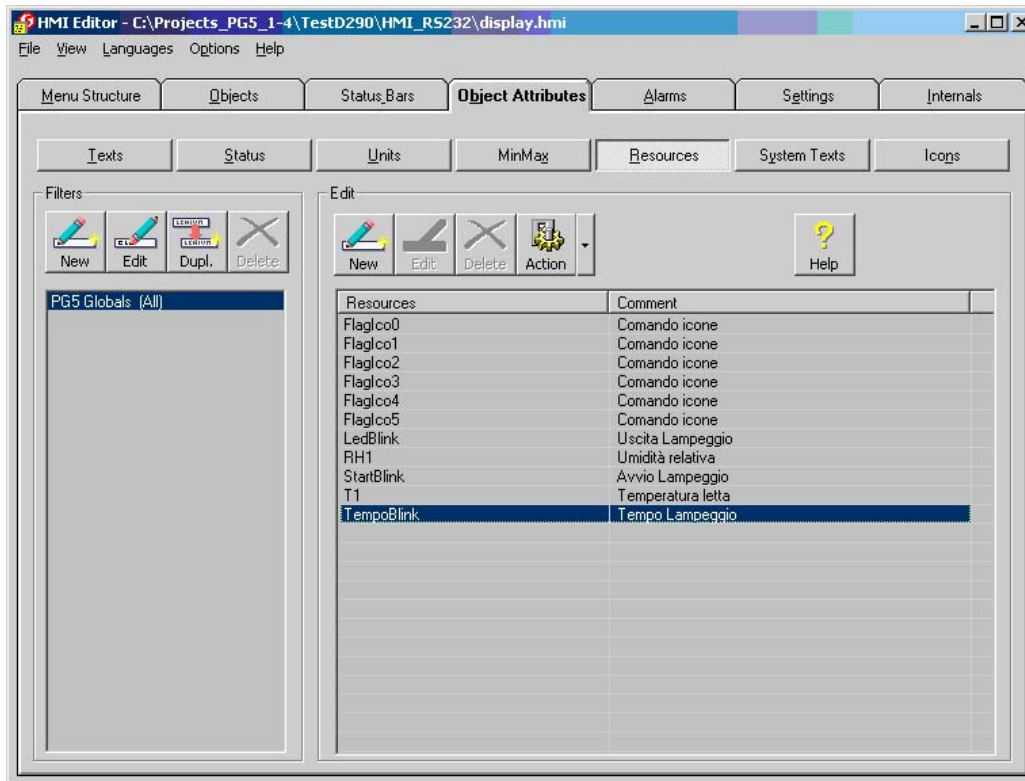 HMI Editor - C:\Projects_PG5_1-4\TestD290\HMI_RS232\display.hmi
File View Languages Options Help
Menu Structure Objects Status Bars Object Attributes Alarms Settings Internals
Texts Status Units MinMax Resources System Texts Icons
Filters Edit
New Edit Dupl. Delete New Edit Delete Action Help
PG5 Globals (All)
Resources Comment
FlagIco0 Comando icone
FlagIco1 Comando icone
FlagIco2 Comando icone
FlagIco3 Comando icone
FlagIco4 Comando icone
FlagIco5 Comando icone
LedBlink Uscita Lampeggio
RH1 Umidità relativa
StartBlink Avvio Lampeggio
T1 Temperatura letta
TempoBlink Tempo Lampeggio